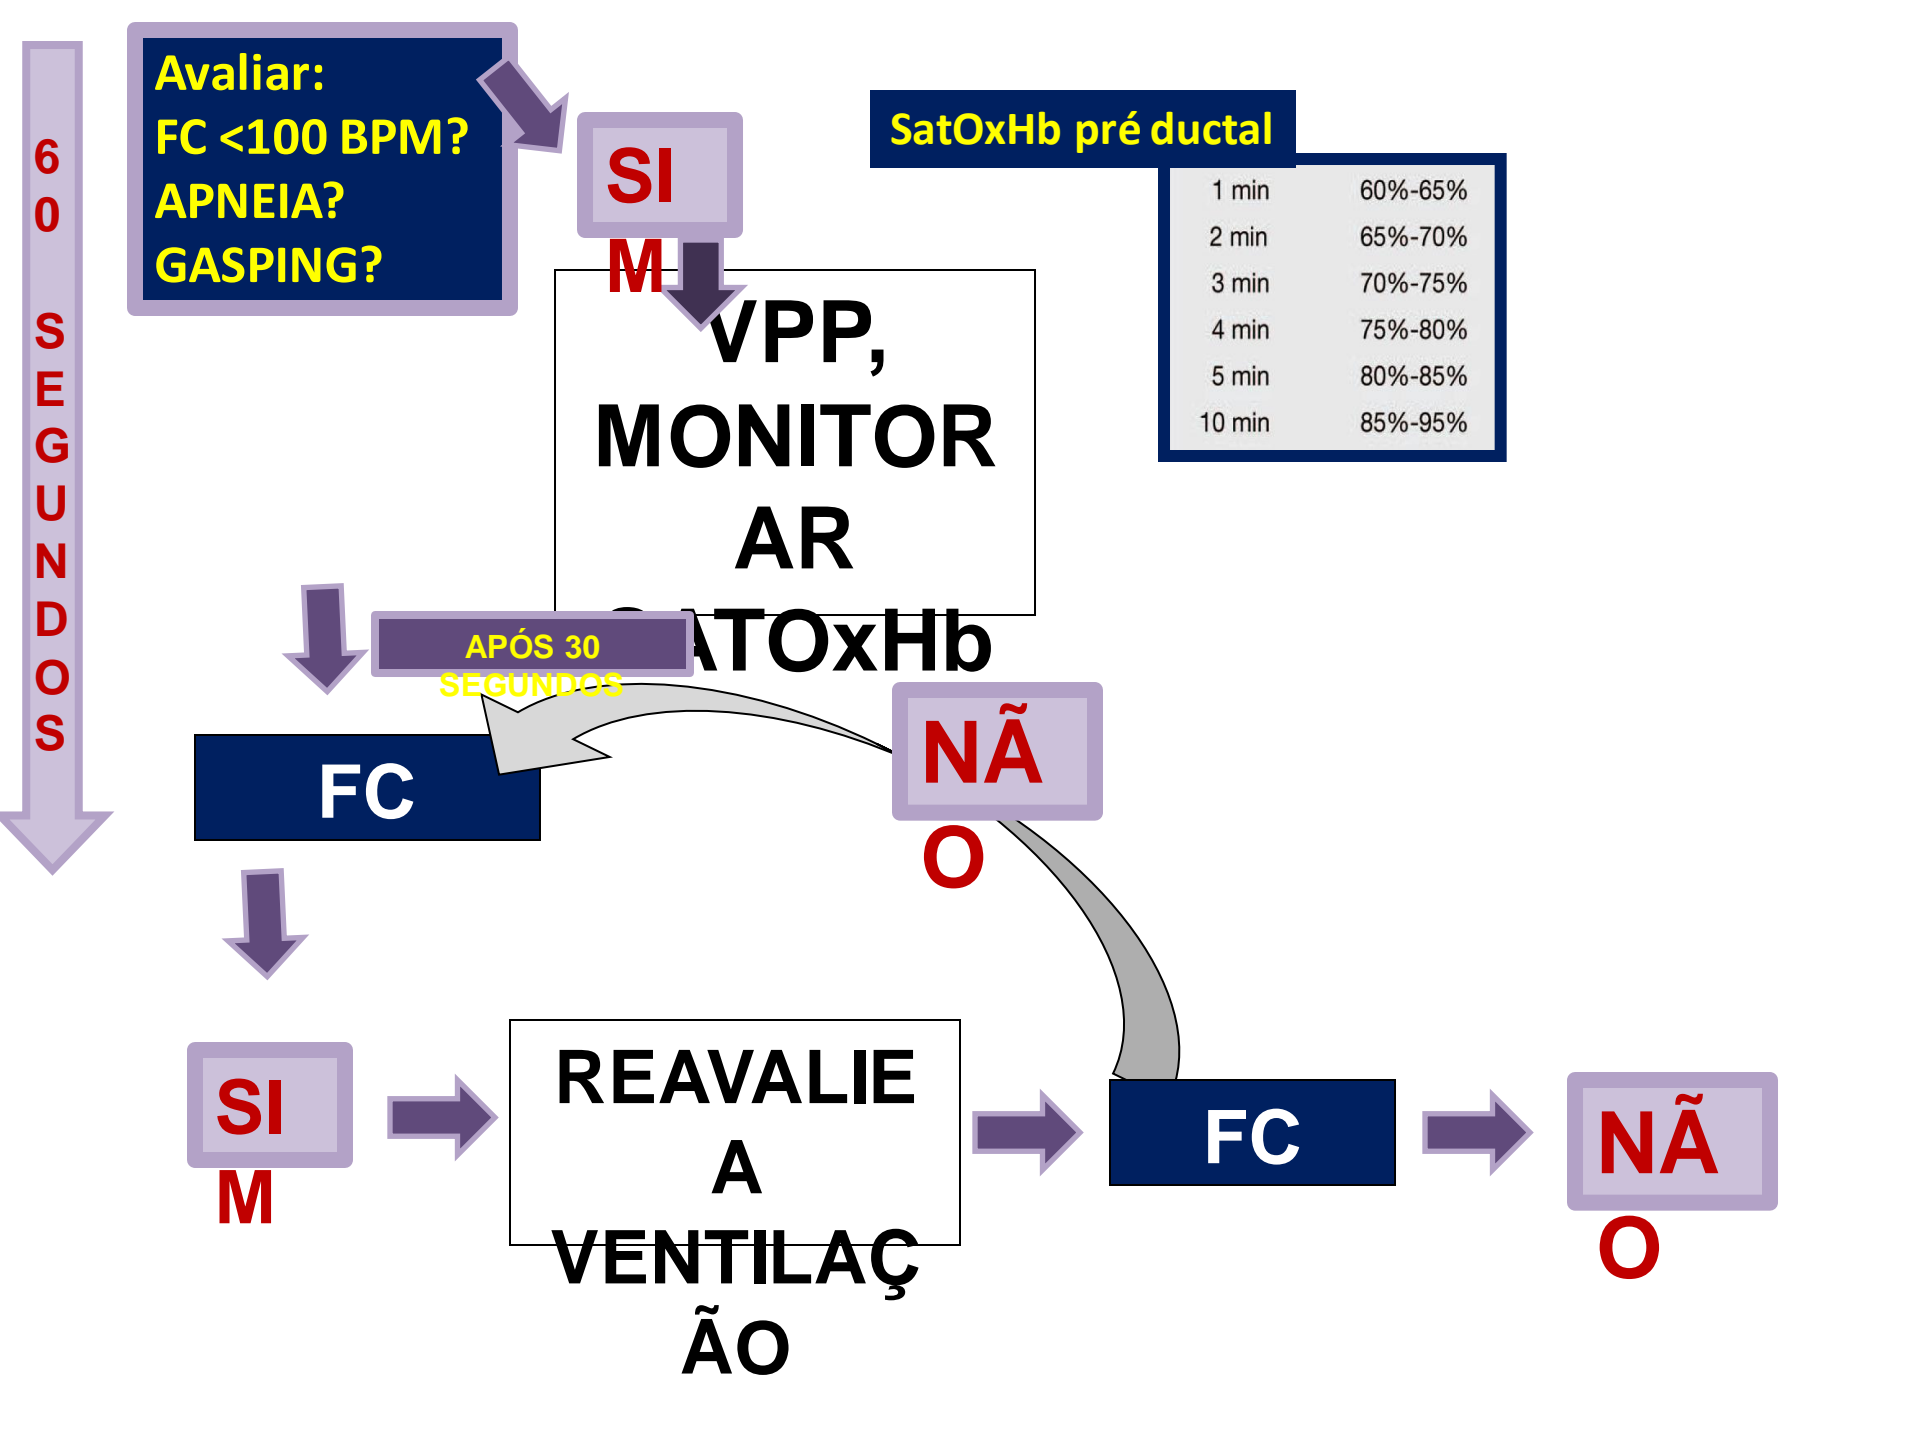 60 SEGUNDOS
Avaliar:
FC <100 BPM?
APNEIA?
GASPING?
SI
M
SatOxHb pré ductal
1 min 60%-65%
2 min 65%-70%
3 min 70%-75%
4 min 75%-80%
5 min 80%-85%
10 min 85%-95%
VPP,
MONITOR
AR
SATOxHb
APÓS 30
SEGUNDOS
FC
NÃ
O
SI
M
REAVALIE
A
VENTILAÇ
ÃO
FC
NÃ
O